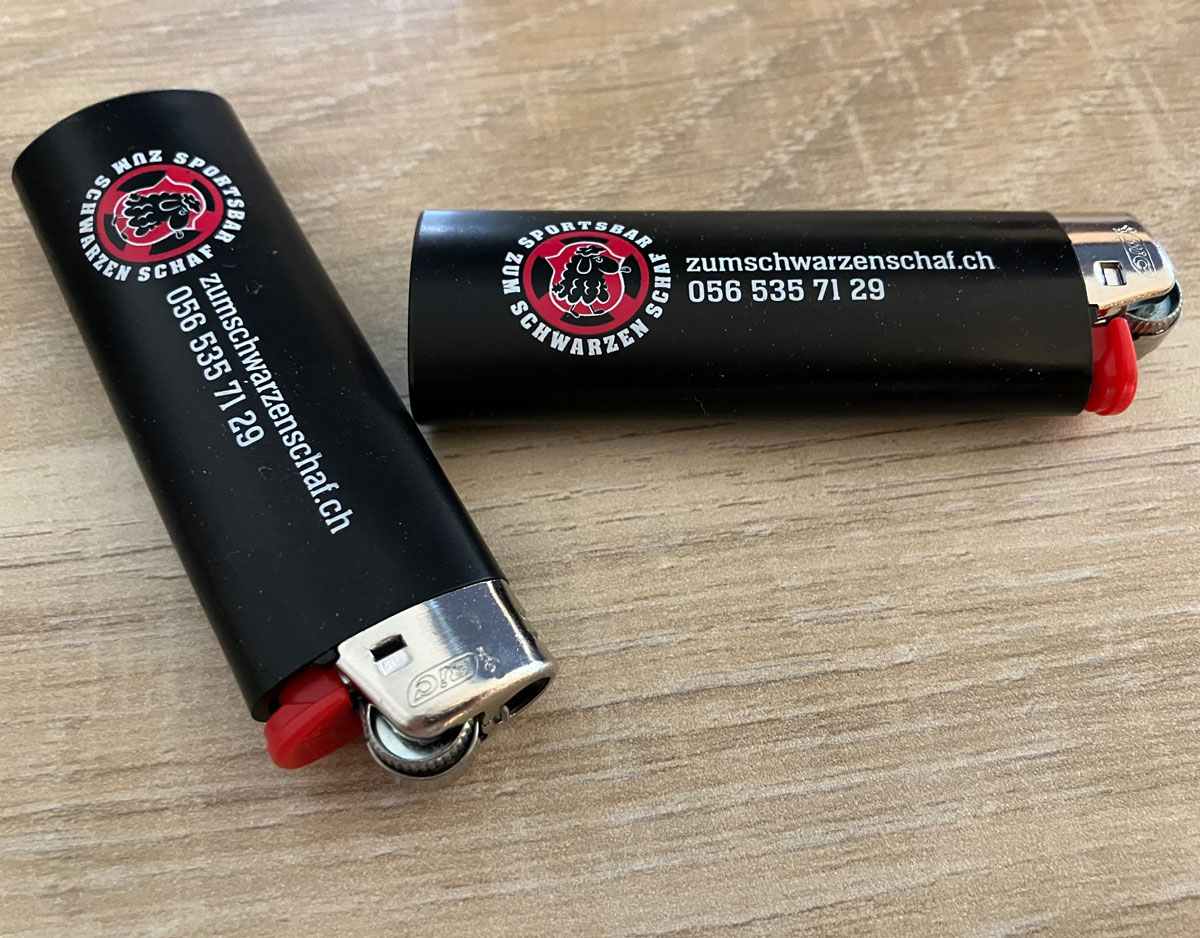 SPORTSBAR
ZUM SCHWARZEN SCHAF
zumschwarzenschaf.ch
056 535 71 29
BIC
SPORTSBAR
ZUM SCHWARZEN SCHAF
zumschwarzenschaf.ch
056 535 71 29
BIC